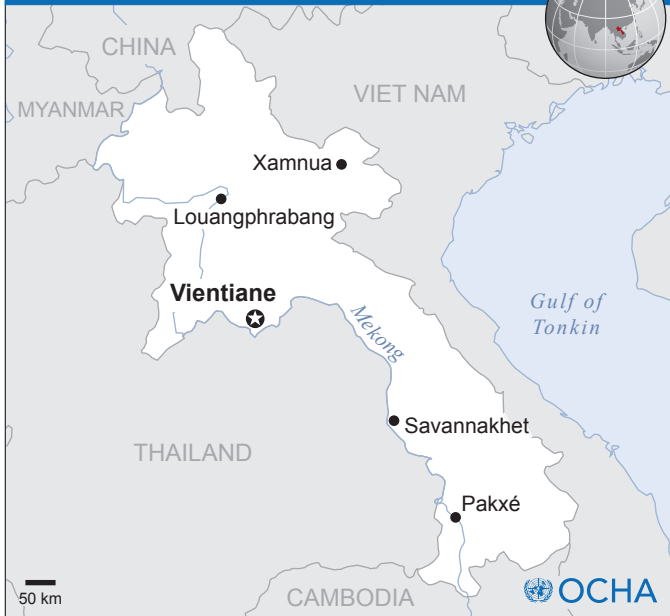 CHINA
VIET NAM
MYANMAR
Xamnua
Louangphrabang
Vientiane
Gulf of
Tonkin
Mekong
Savannakhet
THAILAND
Pakxé
50 km
CAMBODIA
OCHA